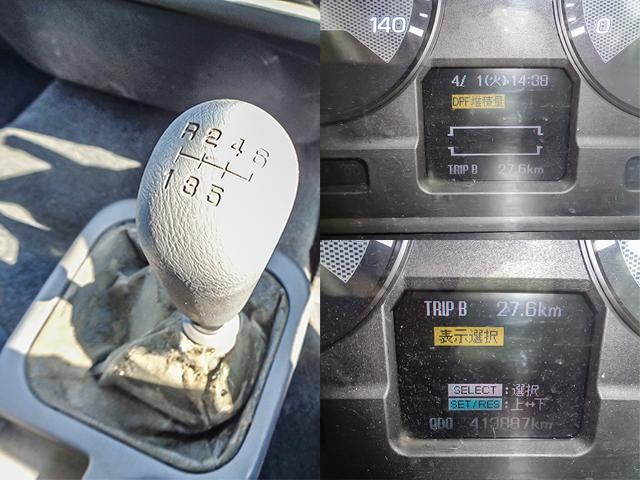 R 2 4 6
1 3 5
140
0
4/ 1(火) 14:38
DPF堆積量
TRIP B 27.6km
TRIP B 27.6km
表示選択
SELECT :選択
SET/RES :上↔下
ODO 413887km